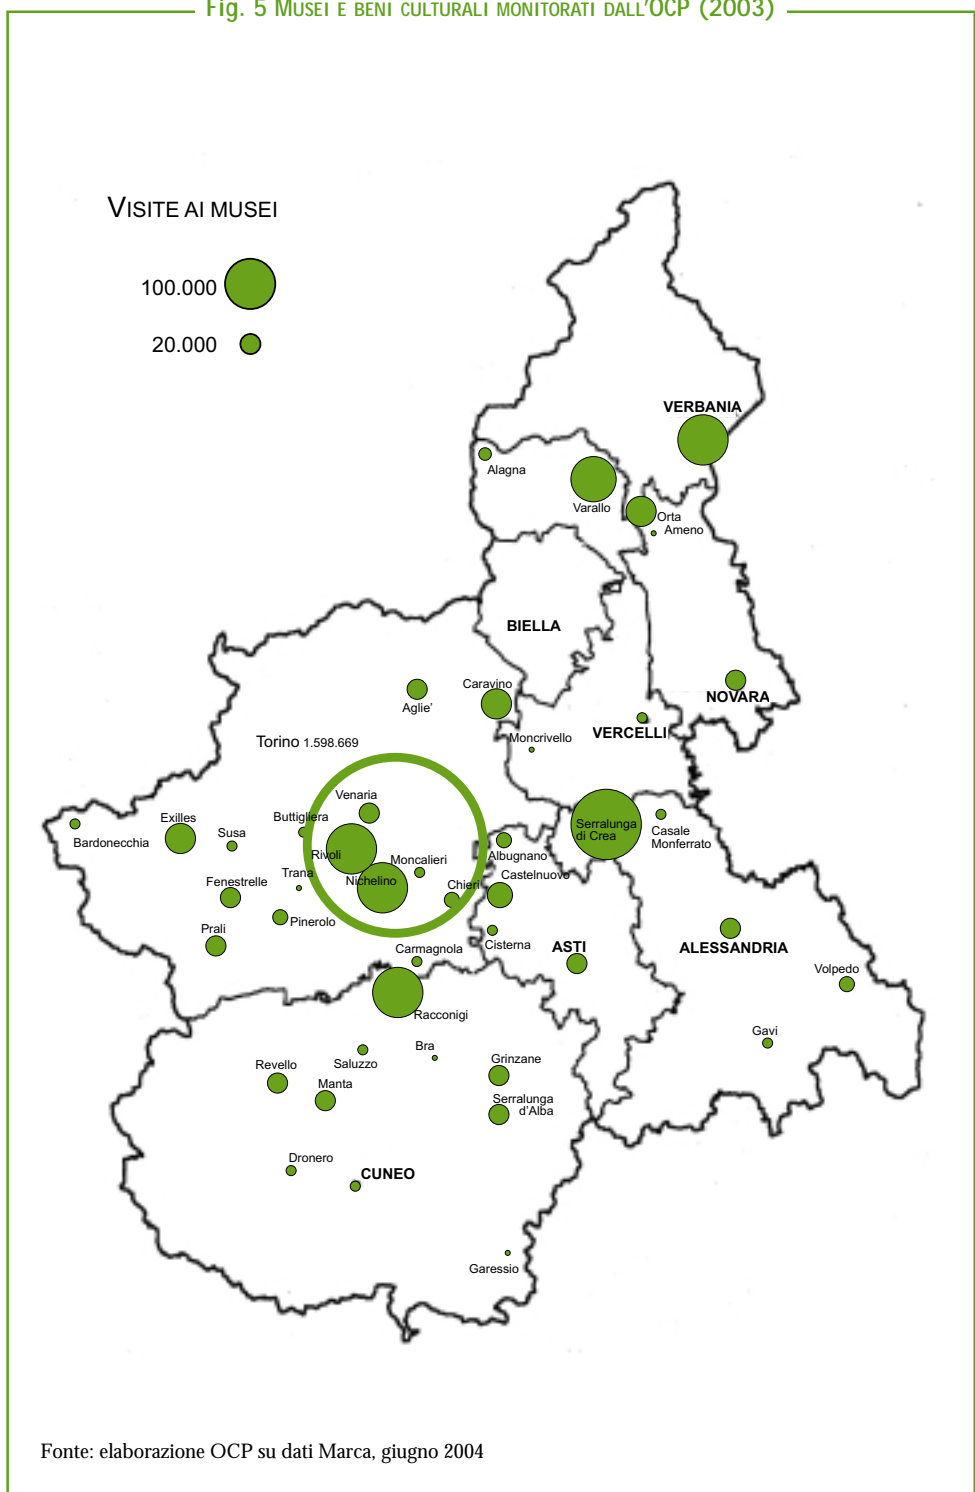 Fig. 5 MUSEI E BENI CULTURALI MONITORATI DALL'OCP (2003)
VISITE AI MUSEI
100.000
20.000
VERBANIA
Alagna
Varallo
Orta
Ameno
BIELLA
Caravino
Aglie'
NOVARA
VERCELLI
Moncrivello
Torino 1.598.669
Venaria
Buttigliera
Exilles
Susa
Bardonecchia
Rivoli
Moncalieri
Nichelino
Trana
Chieri
Fenestrelle
Pinerolo
Prali
Carmagnola
Serralunga
di Crea
Casale
Monferrato
Albugnano
Castelnuovo
Cisterna
ASTI
ALESSANDRIA
Volpedo
Gavi
Racconigi
Bra
Saluzzo
Revello
Manta
Grinzane
Serralunga
d'Alba
Dronero
CUNEO
Garessio
Fonte: elaborazione OCP su dati Marca, giugno 2004